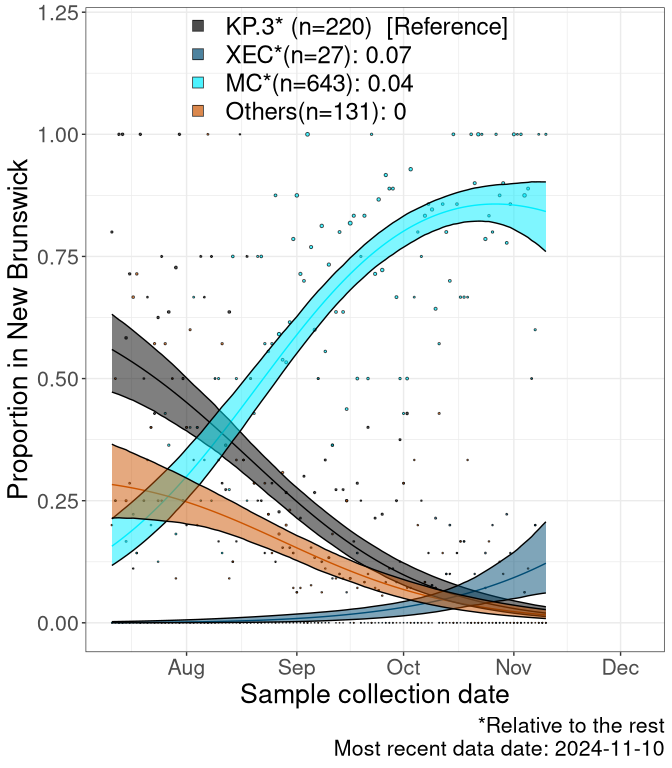 KP.3* (n=220)  [Reference]
XEC*(n=27): 0.07
MC*(n=643): 0.04
Others(n=131): 0
1.25
1.00
0.75
0.50
0.25
0.00
Proportion in New Brunswick
Aug Sep Oct Nov Dec
Sample collection date
*Relative to the rest
Most recent data date: 2024-11-10